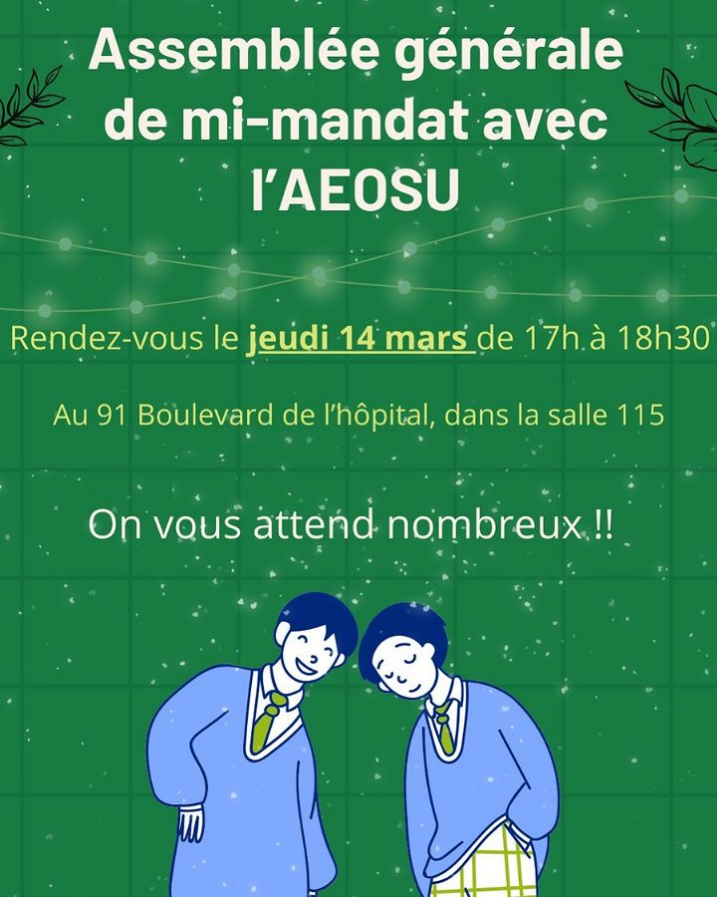 Assemblée générale
de mi-mandat avec
l'AEOSU
Rendez-vous le jeudi 14 mars de 17h à 18h30
Au 91 Boulevard de l'hôpital, dans la salle 115
On vous attend nombreux !!